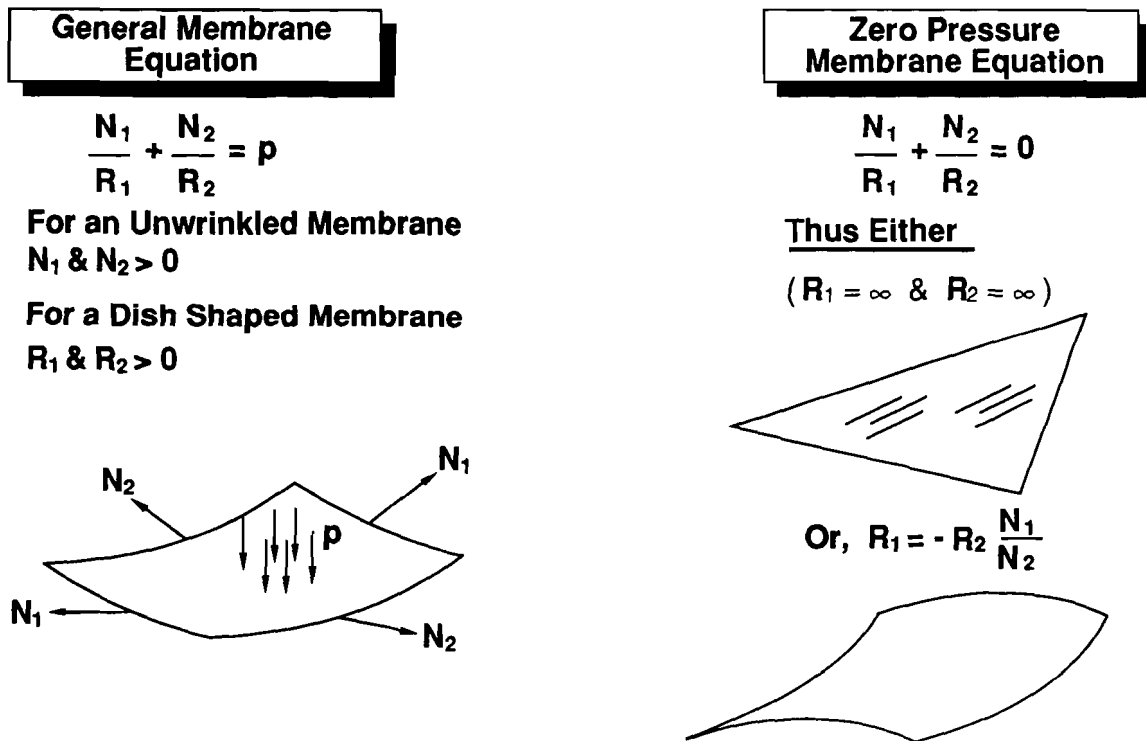 General Membrane
Equation
N₁/R₁ + N₂/R₂ = p
For an Unwrinkled Membrane
N₁ & N₂ > 0
For a Dish Shaped Membrane
R₁ & R₂ > 0
N₂
N₁
p
N₁
N₂
Zero Pressure
Membrane Equation
N₁/R₁ + N₂/R₂ = 0
Thus Either
(R₁ = ∞ & R₂ = ∞)
Or, R₁ = - R₂ N₁/N₂